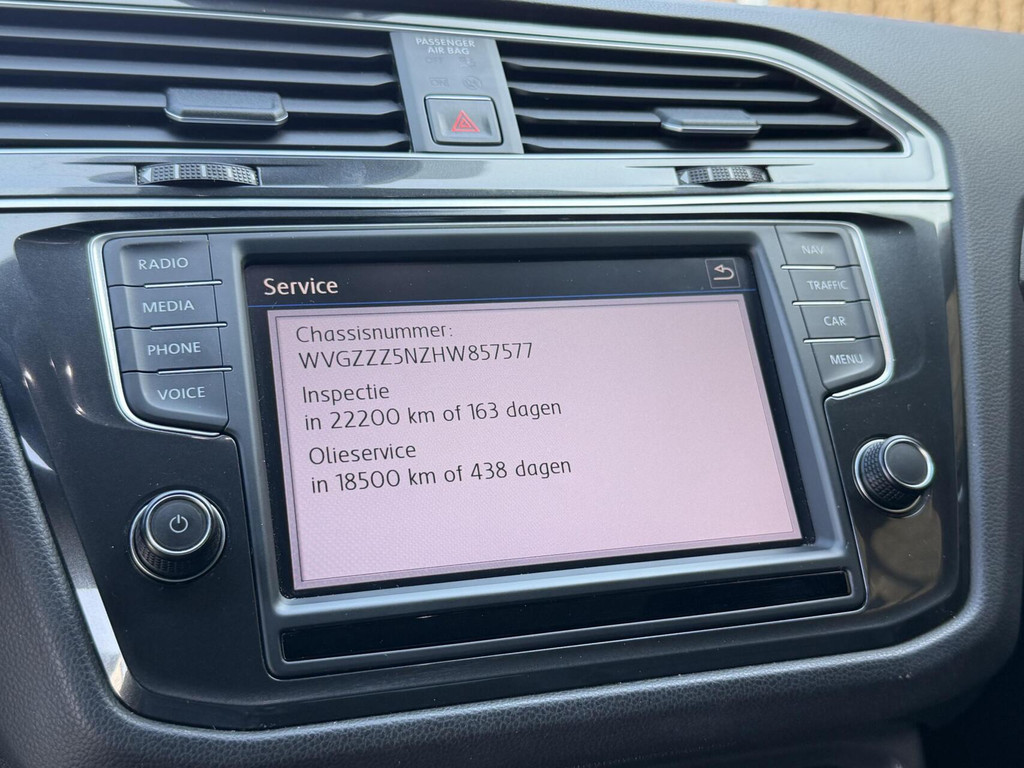 PASSENGER
AIR BAG
RADIO
MEDIA
PHONE
VOICE
Service
Chassisnummer:
WVGZZZ5NZHW857577
Inspectie
in 22200 km of 163 dagen
Olieservice
in 18500 km of 438 dagen
NAV
TRAFFIC
CAR
MENU